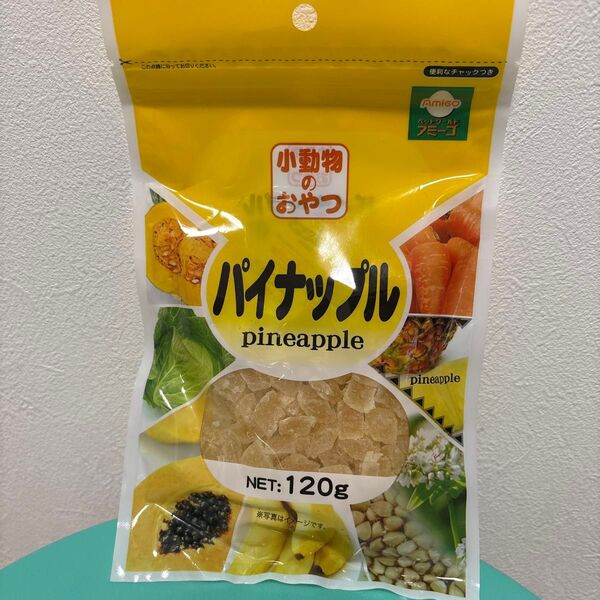 この点線に沿ってお切りください。
便利なチャックつき
AMIGO
ペットワールド
アミーゴ
小動物
の
おやつ
パイナップル
pineapple
pineapple
NET:120g
※写真はイメージです。